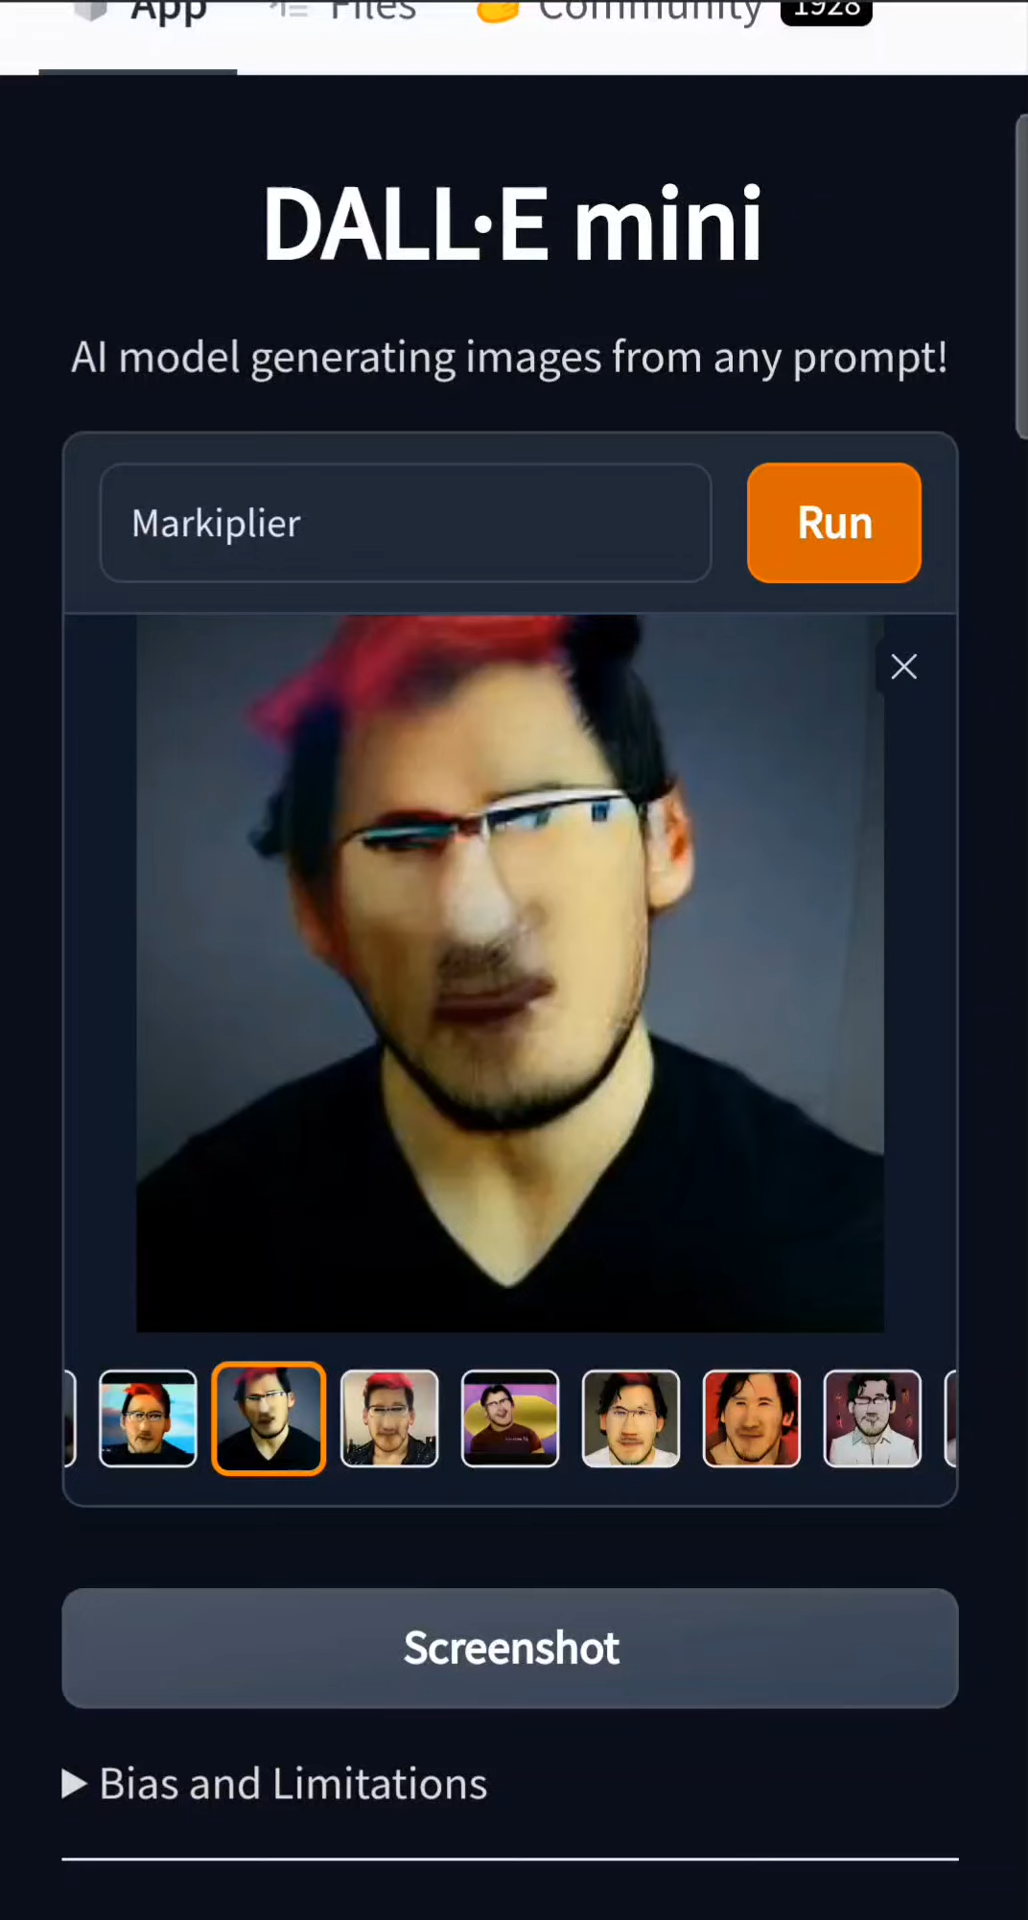 App Files Community 1928
DALL·E mini
AI model generating images from any prompt!
Markiplier Run
Screenshot
Bias and Limitations